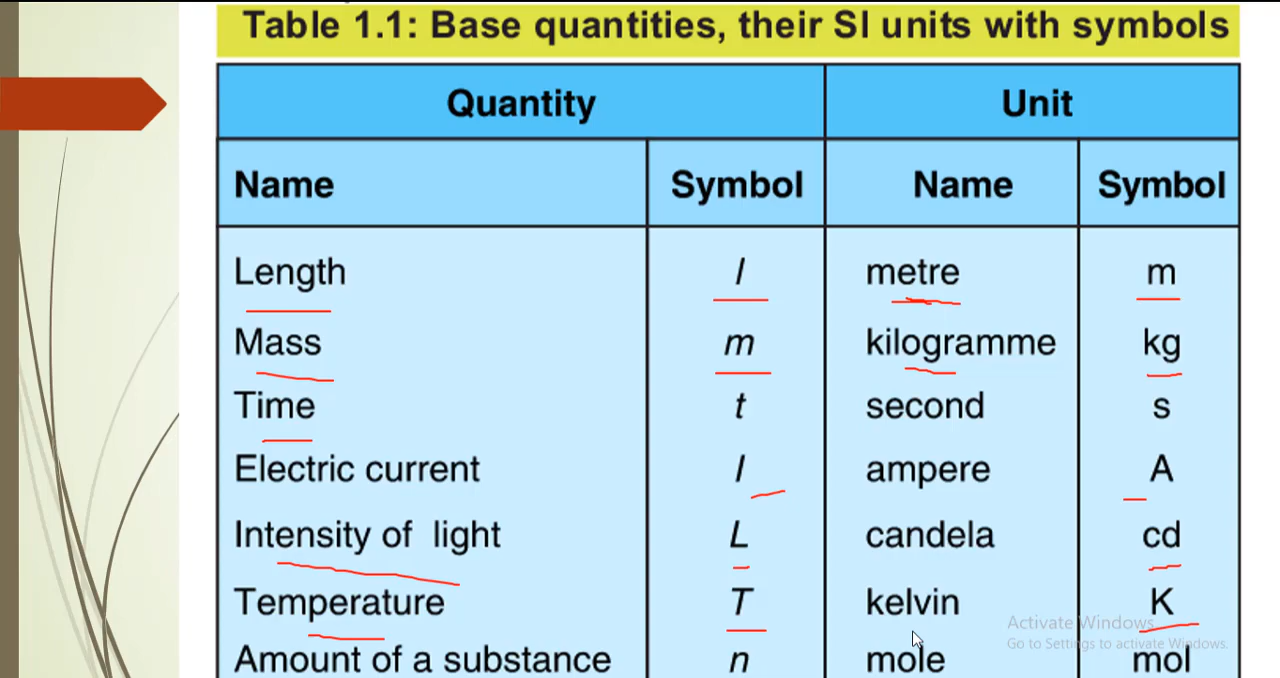 Table 1.1: Base quantities, their SI units with symbols
Quantity Unit
Name Symbol Name Symbol
Length l metre m
Mass m kilogramme kg
Time t second s
Electric current I ampere A
Intensity of light L candela cd
Temperature T kelvin K
Activate Windows
Go to Settings to activate Windows.
Amount of a substance n mole mol